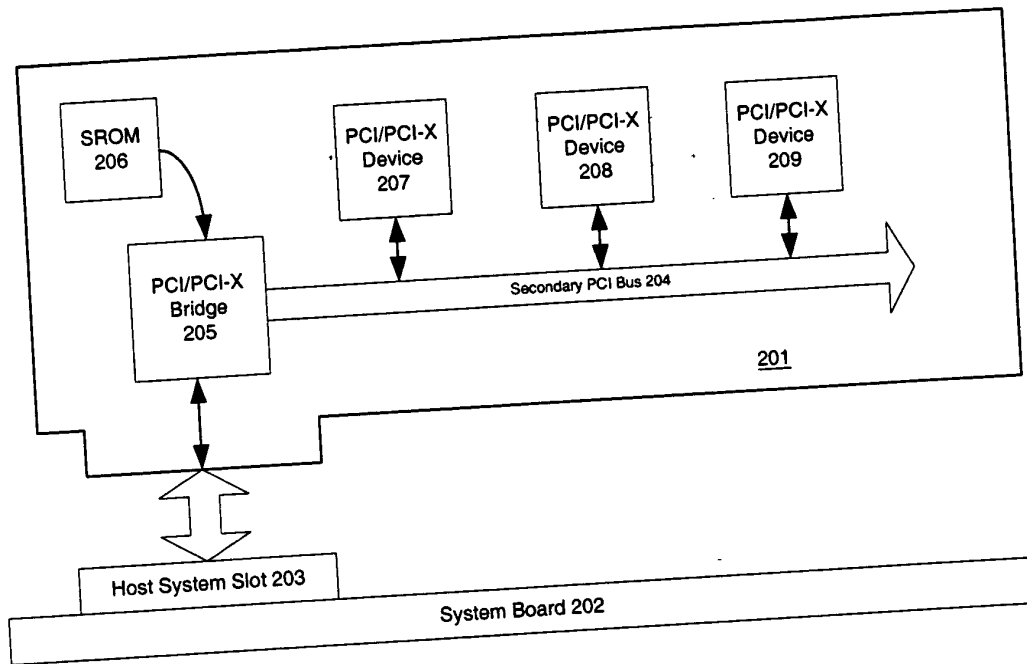 SROM
206
PCI/PCI-X
Device
207
PCI/PCI-X
Device
208
PCI/PCI-X
Device
209
PCI/PCI-X
Bridge
205
Secondary PCI Bus 204
201
Host System Slot 203
System Board 202